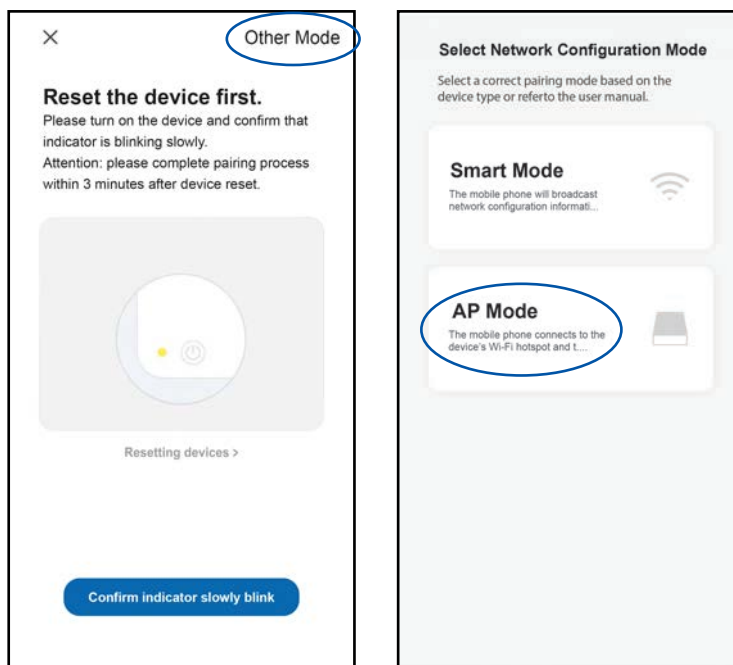 Other Mode
Reset the device first.
Please turn on the device and confirm that
indicator is blinking slowly.
Attention: please complete pairing process
within 3 minutes after device reset.
Resetting devices >
Confirm indicator slowly blink
Select Network Configuration Mode
Select a correct pairing mode based on the
device type or referto the user manual.
Smart Mode
The mobile phone will broadcast
network configuration informati...
AP Mode
The mobile phone connects to the
device's Wi-Fi hotspot and t....